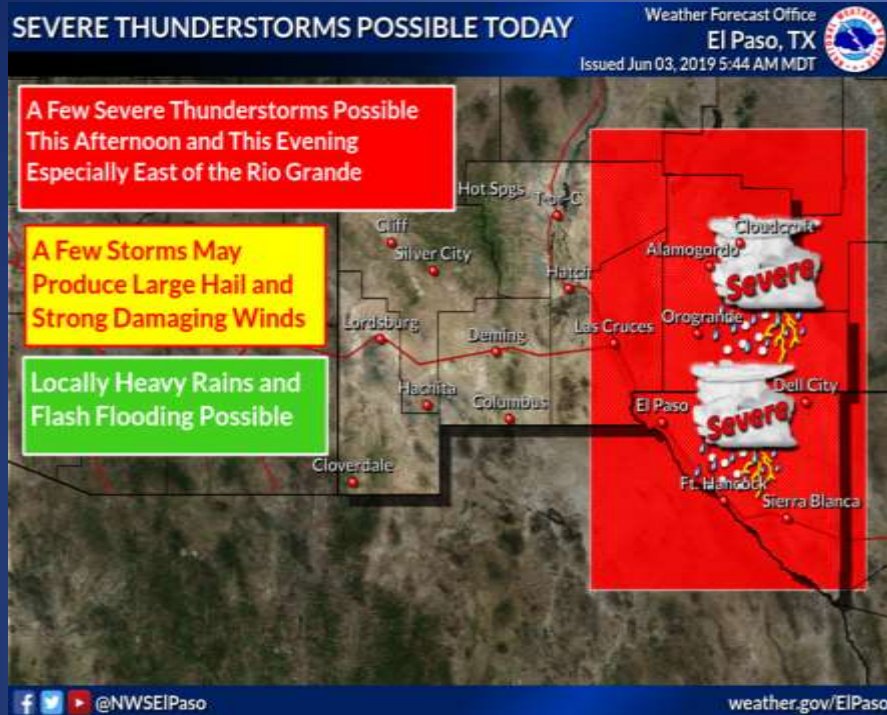 SEVERE THUNDERSTORMS POSSIBLE TODAY
Weather Forecast Office
El Paso, TX
Issued Jun 03, 2019 5:44 AM MDT
A Few Severe Thunderstorms Possible
This Afternoon and This Evening
Especially East of the Rio Grande
A Few Storms May
Produce Large Hail and
Strong Damaging Winds
Locally Heavy Rains and
Flash Flooding Possible
Hot Spgs
T-or-C
Cliff
Silver City
Hatch
Cloudcroft
Alamogordo
Severe
Lordsburg
Deming
Las Cruces
Orogrande
Hachita
Columbus
El Paso
Dell City
Severe
Cloverdale
Ft. Hancock
Sierra Blanca
@NWSElPaso
weather.gov/ElPaso